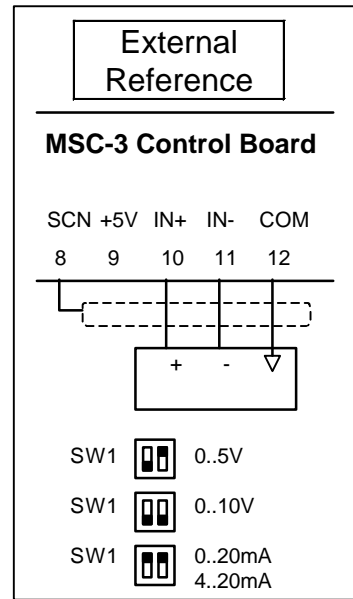 External
Reference
MSC-3 Control Board
SCN +5V IN+ IN- COM
8 9 10 11 12
+ -
SW1 0..5V
SW1 0..10V
SW1 0..20mA
4..20mA